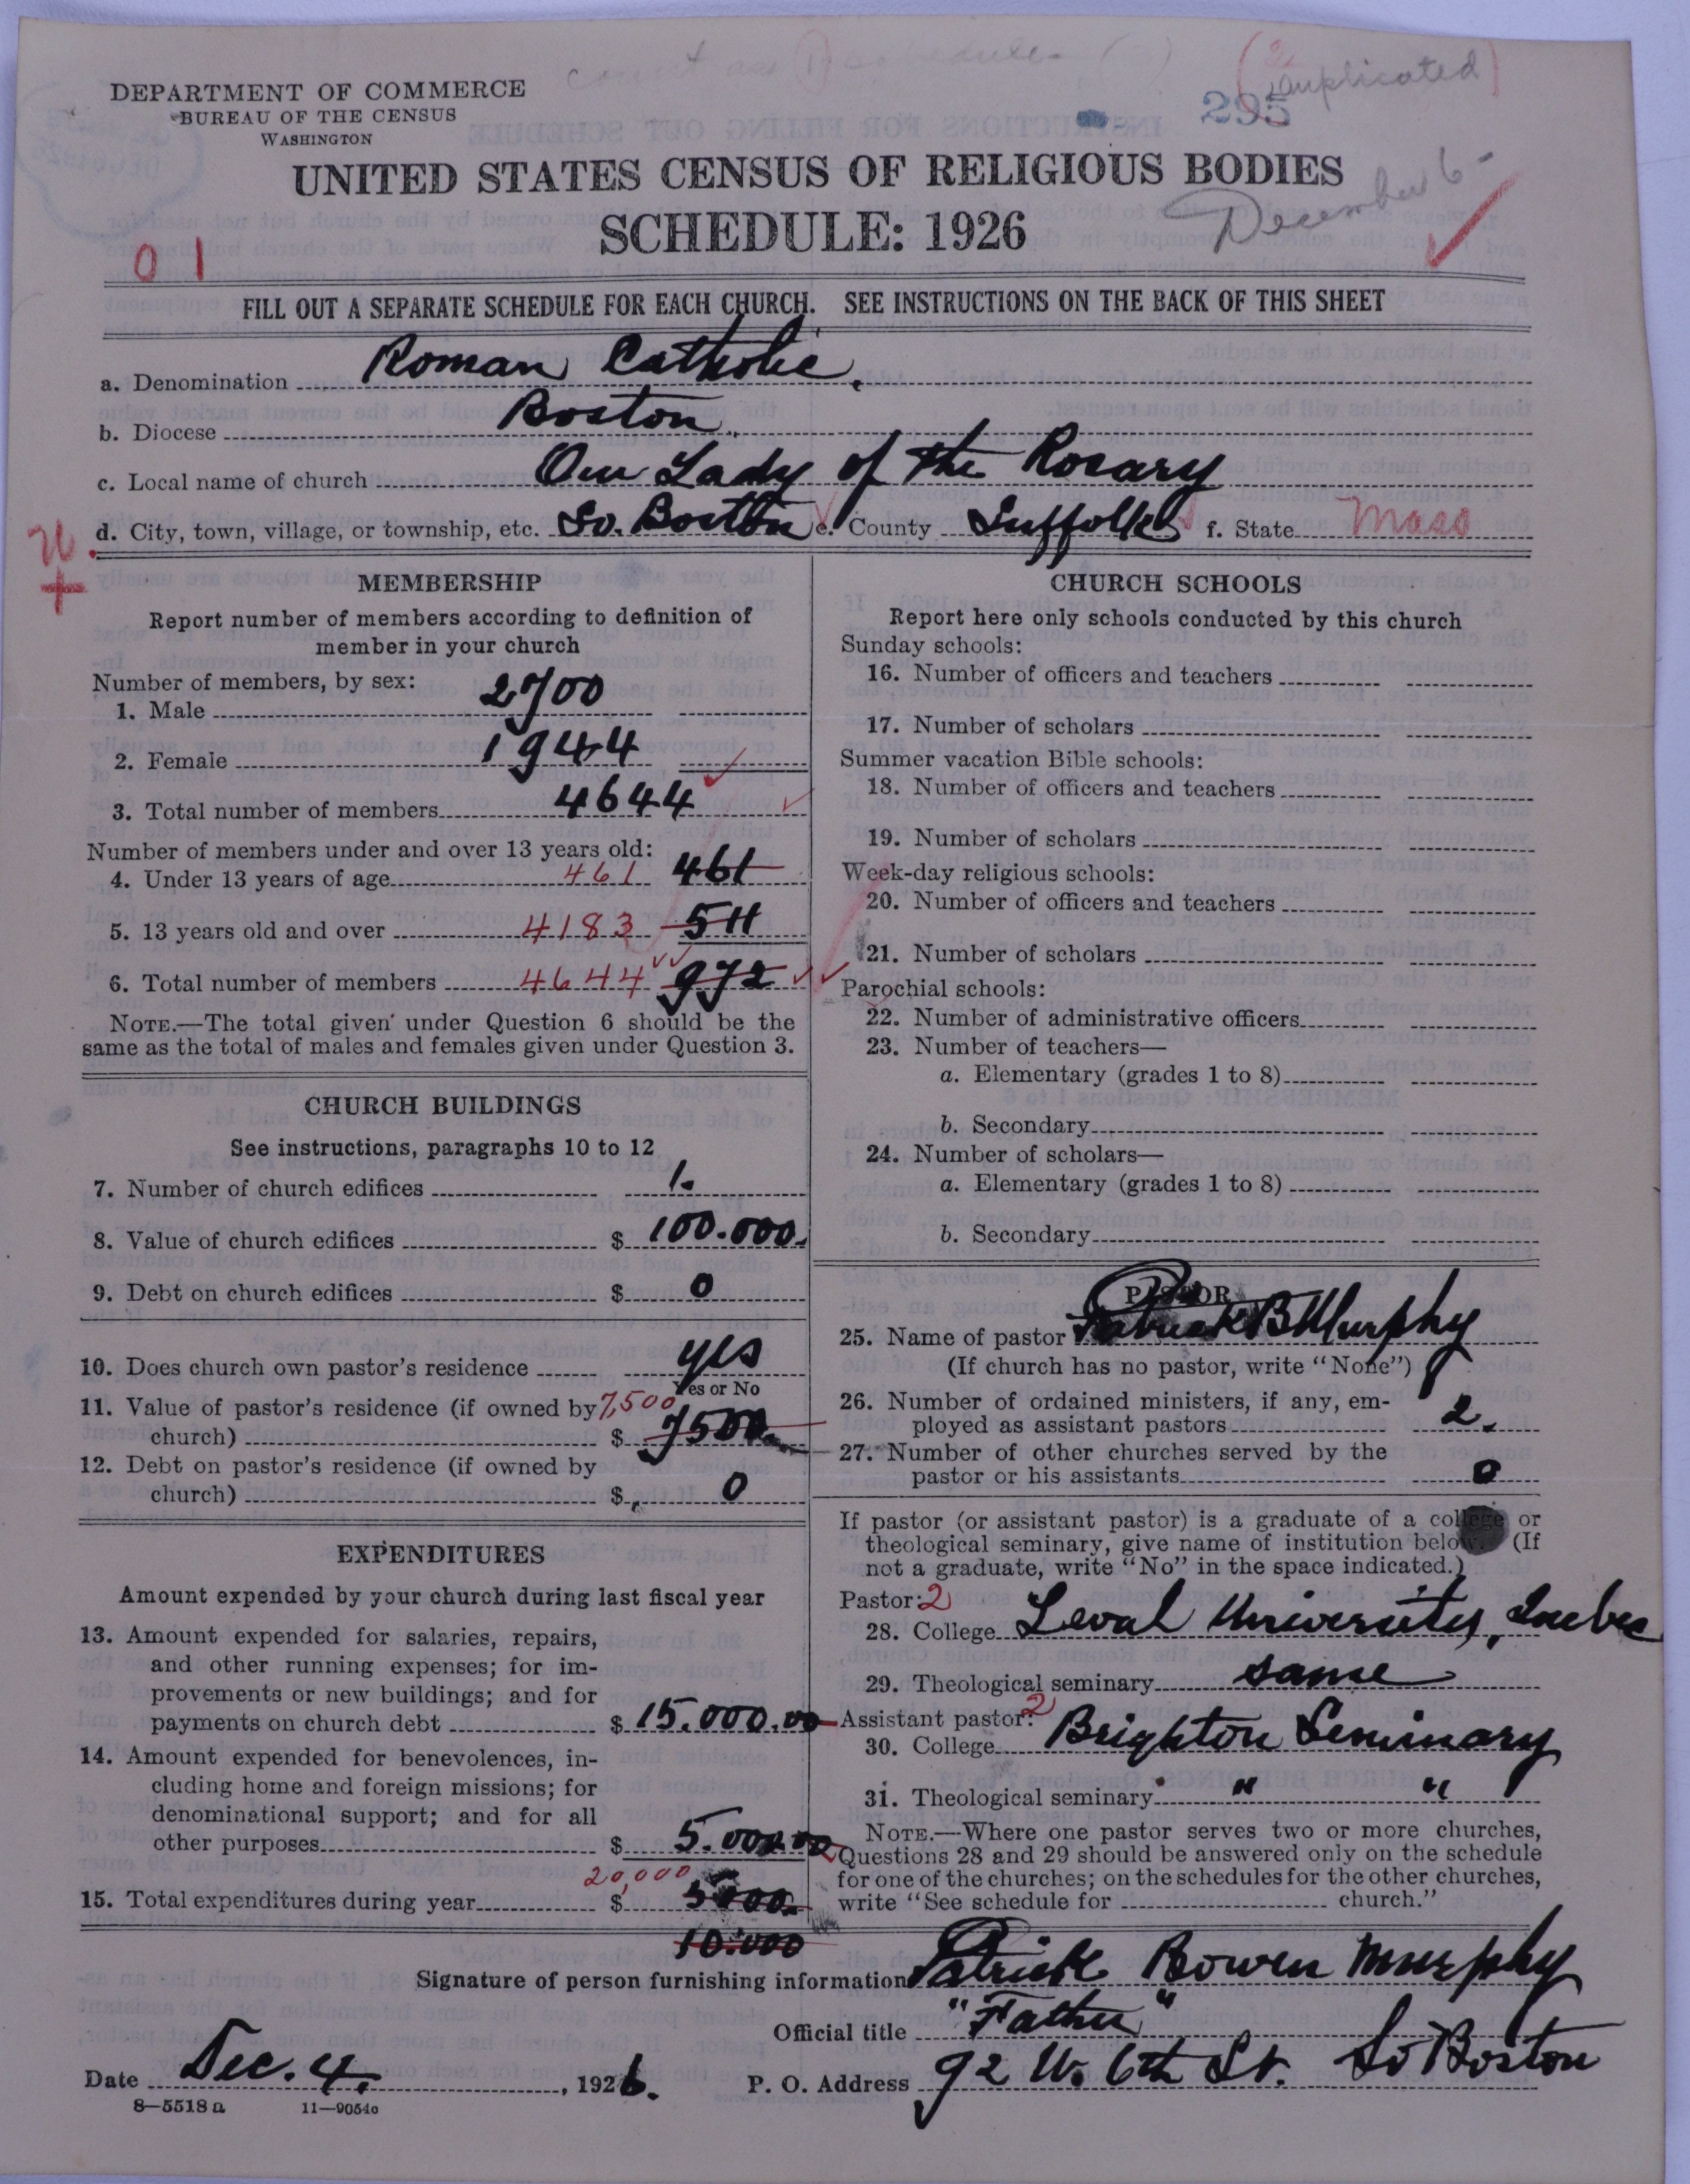 (duplicated)
295
DEPARTMENT OF COMMERCE
BUREAU OF THE CENSUS
WASHINGTON
UNITED STATES CENSUS OF RELIGIOUS BODIES
December 6-
SCHEDULE: 1926
0 1
FILL OUT A SEPARATE SCHEDULE FOR EACH CHURCH. SEE INSTRUCTIONS ON THE BACK OF THIS SHEET
a. Denomination Roman Catholic.
b. Diocese Boston
c. Local name of church Our Lady of the Rosary
d. City, town, village, or township, etc. So. Boston e. County Suffolk f. State Mass
MEMBERSHIP
Report number of members according to definition of
member in your church
Number of members, by sex:
1. Male 2700
2. Female 1944
3. Total number of members 4644
Number of members under and over 13 years old:
4. Under 13 years of age 461 461
5. 13 years old and over 4183 511
6. Total number of members 4644 972
NOTE.—The total given under Question 6 should be the
same as the total of males and females given under Question 3.
CHURCH BUILDINGS
See instructions, paragraphs 10 to 12
7. Number of church edifices 1.
8. Value of church edifices $ 100.000.
9. Debt on church edifices $ 0
10. Does church own pastor's residence yes
Yes or No
11. Value of pastor's residence (if owned by 7,500
church) $ 7500.
12. Debt on pastor's residence (if owned by
church) $ 0
EXPENDITURES
Amount expended by your church during last fiscal year
13. Amount expended for salaries, repairs,
and other running expenses; for im-
provements or new buildings; and for
payments on church debt $ 15.000.00
14. Amount expended for benevolences, in-
cluding home and foreign missions; for
denominational support; and for all
other purposes $ 5.000.00
20,000
15. Total expenditures during year $ 5000.
10.000
CHURCH SCHOOLS
Report here only schools conducted by this church
Sunday schools:
16. Number of officers and teachers
17. Number of scholars
Summer vacation Bible schools:
18. Number of officers and teachers
19. Number of scholars
Week-day religious schools:
20. Number of officers and teachers
21. Number of scholars
Parochial schools:
22. Number of administrative officers
23. Number of teachers—
a. Elementary (grades 1 to 8)
b. Secondary
24. Number of scholars—
a. Elementary (grades 1 to 8)
b. Secondary
PASTOR
25. Name of pastor Patrick B Murphy
(If church has no pastor, write "None")
26. Number of ordained ministers, if any, em-
ployed as assistant pastors 2.
27. Number of other churches served by the
pastor or his assistants 0
If pastor (or assistant pastor) is a graduate of a college or
theological seminary, give name of institution below. (If
not a graduate, write "No" in the space indicated.)
Pastor: 2
28. College Leval University, Quebec
29. Theological seminary same
Assistant pastor: 2
30. College Brighton Seminary
31. Theological seminary " "
NOTE.—Where one pastor serves two or more churches,
Questions 28 and 29 should be answered only on the schedule
for one of the churches; on the schedules for the other churches,
write "See schedule for church."
Signature of person furnishing information Patrick Bowen Murphy
Official title "Father"
Date Dec. 4, 1926. P. O. Address 92 W. 6th St. So Boston
8—5518 a 11—9054o